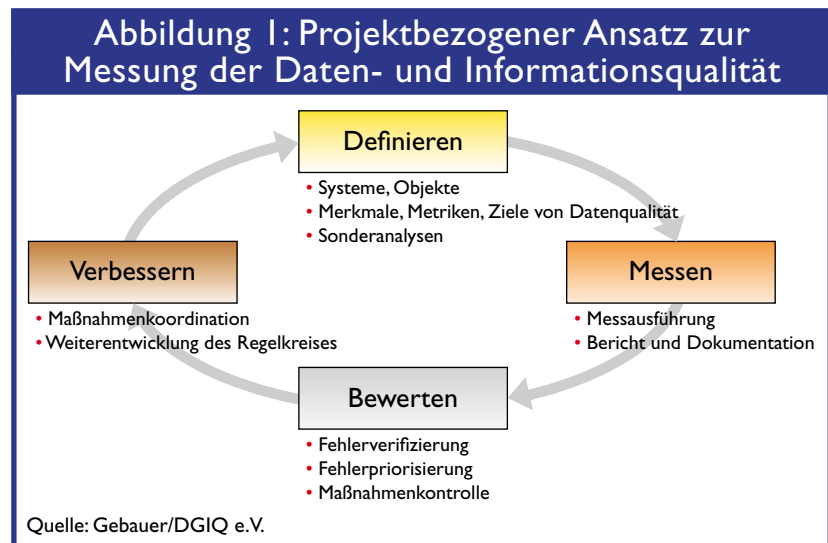 Abbildung 1: Projektbezogener Ansatz zur
Messung der Daten- und Informationsqualität
Definieren
• Systeme, Objekte
• Merkmale, Metriken, Ziele von Datenqualität
• Sonderanalysen
Messen
• Messausführung
• Bericht und Dokumentation
Bewerten
• Fehlerverifizierung
• Fehlerpriorisierung
• Maßnahmenkontrolle
Verbessern
• Maßnahmenkoordination
• Weiterentwicklung des Regelkreises
Quelle: Gebauer/DGIQ e.V.